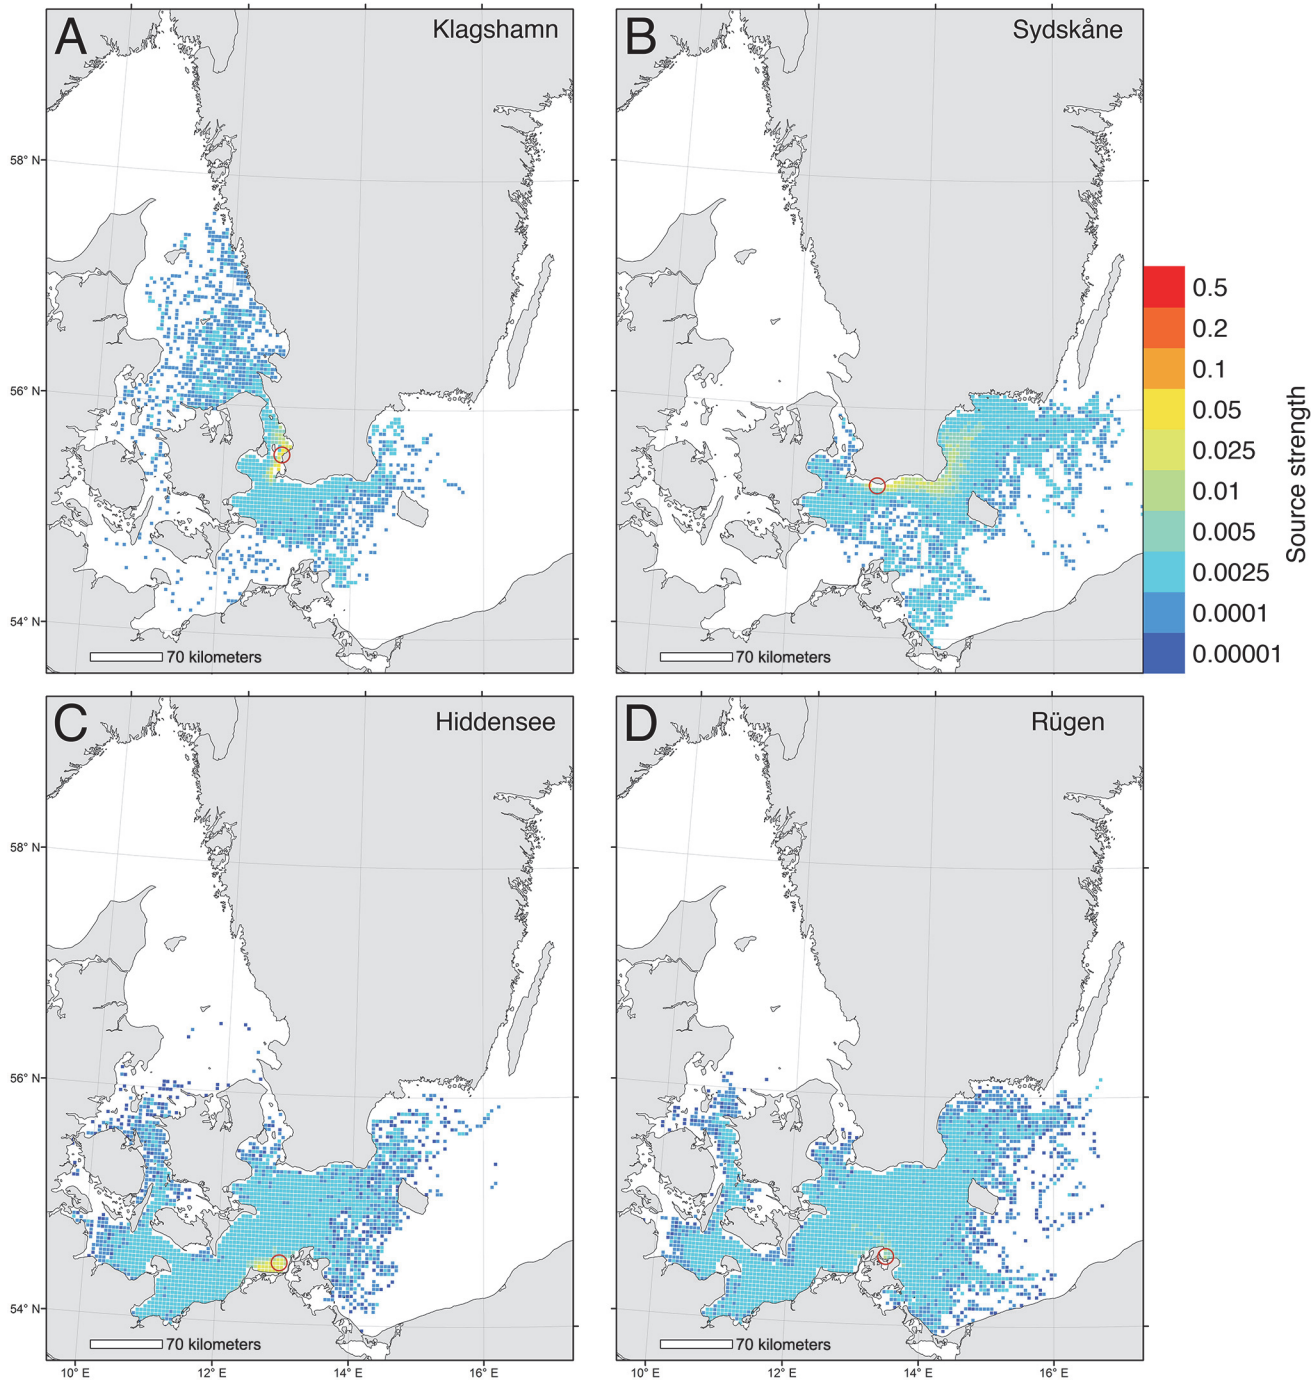 A
Klagshamn
58° N
56° N
54° N
70 kilometers
B
Sydskåne
70 kilometers
0.5
0.2
0.1
0.05
0.025
0.01
0.005
0.0025
0.0001
0.00001
Source strength
C
Hiddensee
58° N
56° N
54° N
70 kilometers
10° E
12° E
14° E
16° E
D
Rügen
70 kilometers
10° E
12° E
14° E
16° E